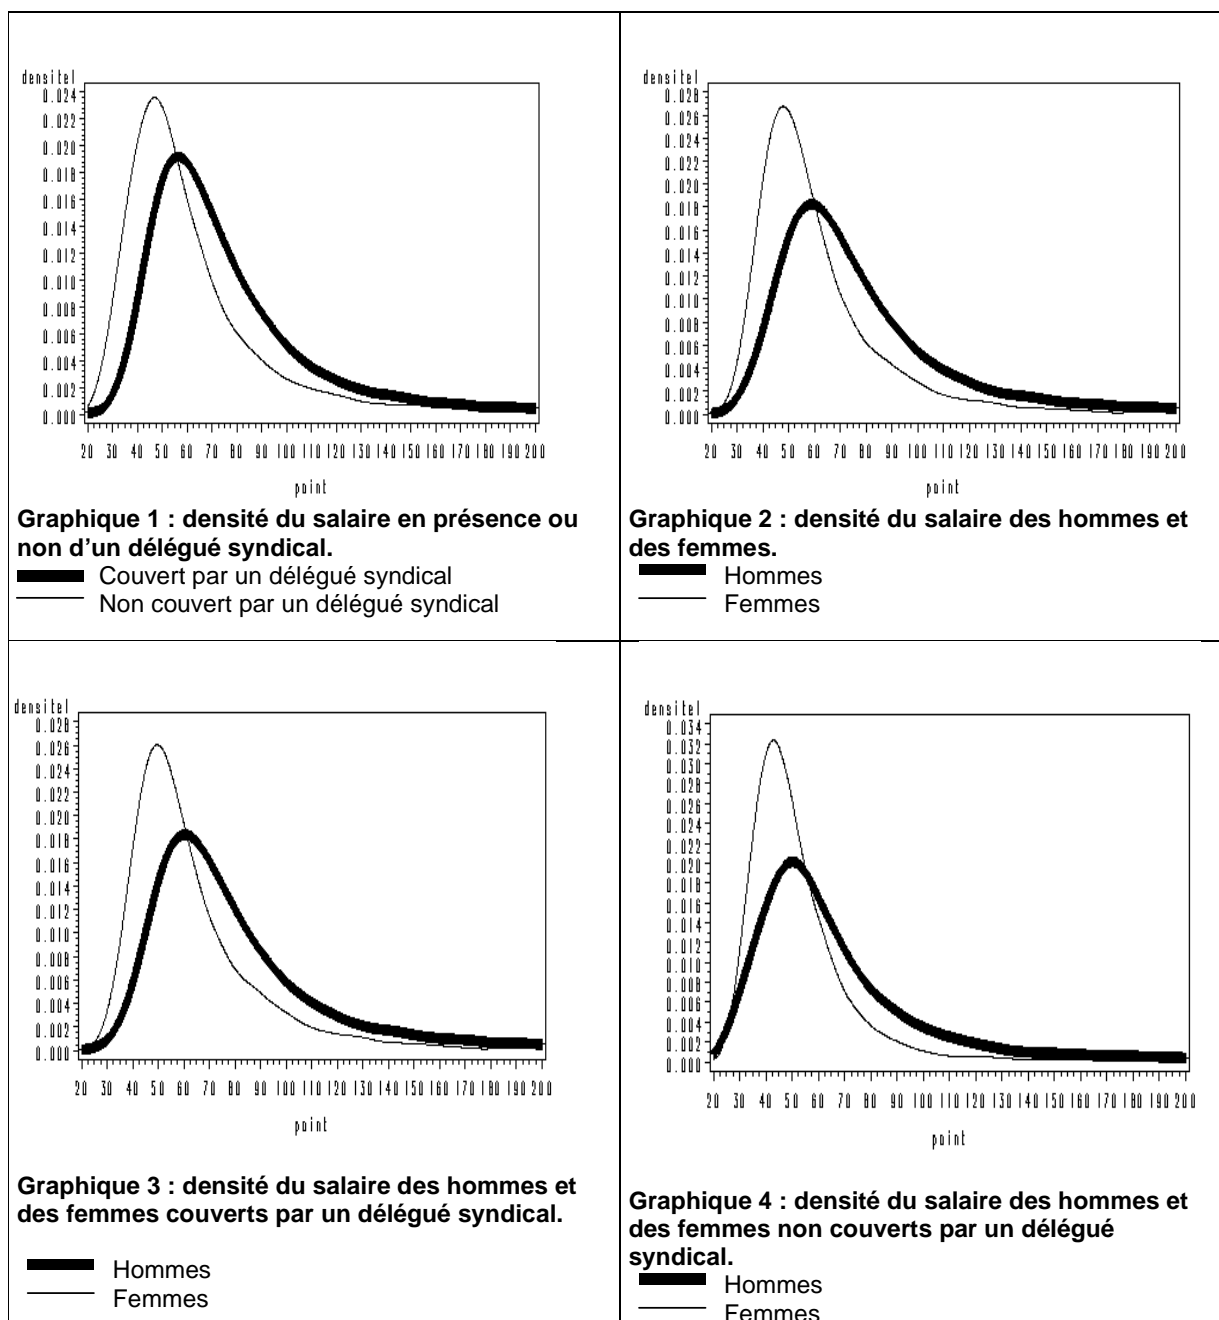 densitel
0.024
0.022
0.020
0.018
0.016
0.014
0.012
0.010
0.008
0.006
0.004
0.002
0.000
20 30 40 50 60 70 80 90 100 110 120 130 140 150 160 170 180 190 200
point
Graphique 1 : densité du salaire en présence ou
non d'un délégué syndical.
Couvert par un délégué syndical
Non couvert par un délégué syndical
densitel
0.028
0.026
0.024
0.022
0.020
0.018
0.016
0.014
0.012
0.010
0.008
0.006
0.004
0.002
0.000
20 30 40 50 60 70 80 90 100 110 120 130 140 150 160 170 180 190 200
point
Graphique 2 : densité du salaire des hommes et
des femmes.
Hommes
Femmes
densitel
0.028
0.026
0.024
0.022
0.020
0.018
0.016
0.014
0.012
0.010
0.008
0.006
0.004
0.002
0.000
20 30 40 50 60 70 80 90 100 110 120 130 140 150 160 170 180 190 200
point
Graphique 3 : densité du salaire des hommes et
des femmes couverts par un délégué syndical.
Hommes
Femmes
densitel
0.034
0.032
0.030
0.028
0.026
0.024
0.022
0.020
0.018
0.016
0.014
0.012
0.010
0.008
0.006
0.004
0.002
0.000
20 30 40 50 60 70 80 90 100 110 120 130 140 150 160 170 180 190 200
point
Graphique 4 : densité du salaire des hommes et
des femmes non couverts par un délégué
syndical.
Hommes
Femmes